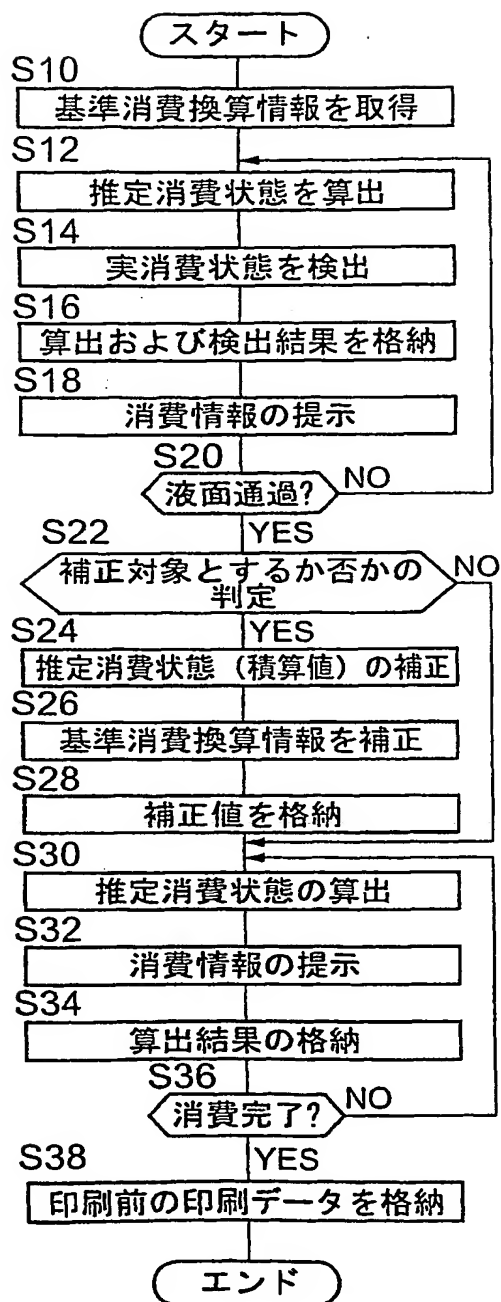 スタート
S10
基準消費換算情報を取得
S12
推定消費状態を算出
S14
実消費状態を検出
S16
算出および検出結果を格納
S18
消費情報の提示
S20
液面通過?
NO
YES
S22
補正対象とするか否かの
判定
NO
YES
S24
推定消費状態（積算値）の補正
S26
基準消費換算情報を補正
S28
補正値を格納
S30
推定消費状態の算出
S32
消費情報の提示
S34
算出結果の格納
S36
消費完了?
NO
YES
S38
印刷前の印刷データを格納
エンド